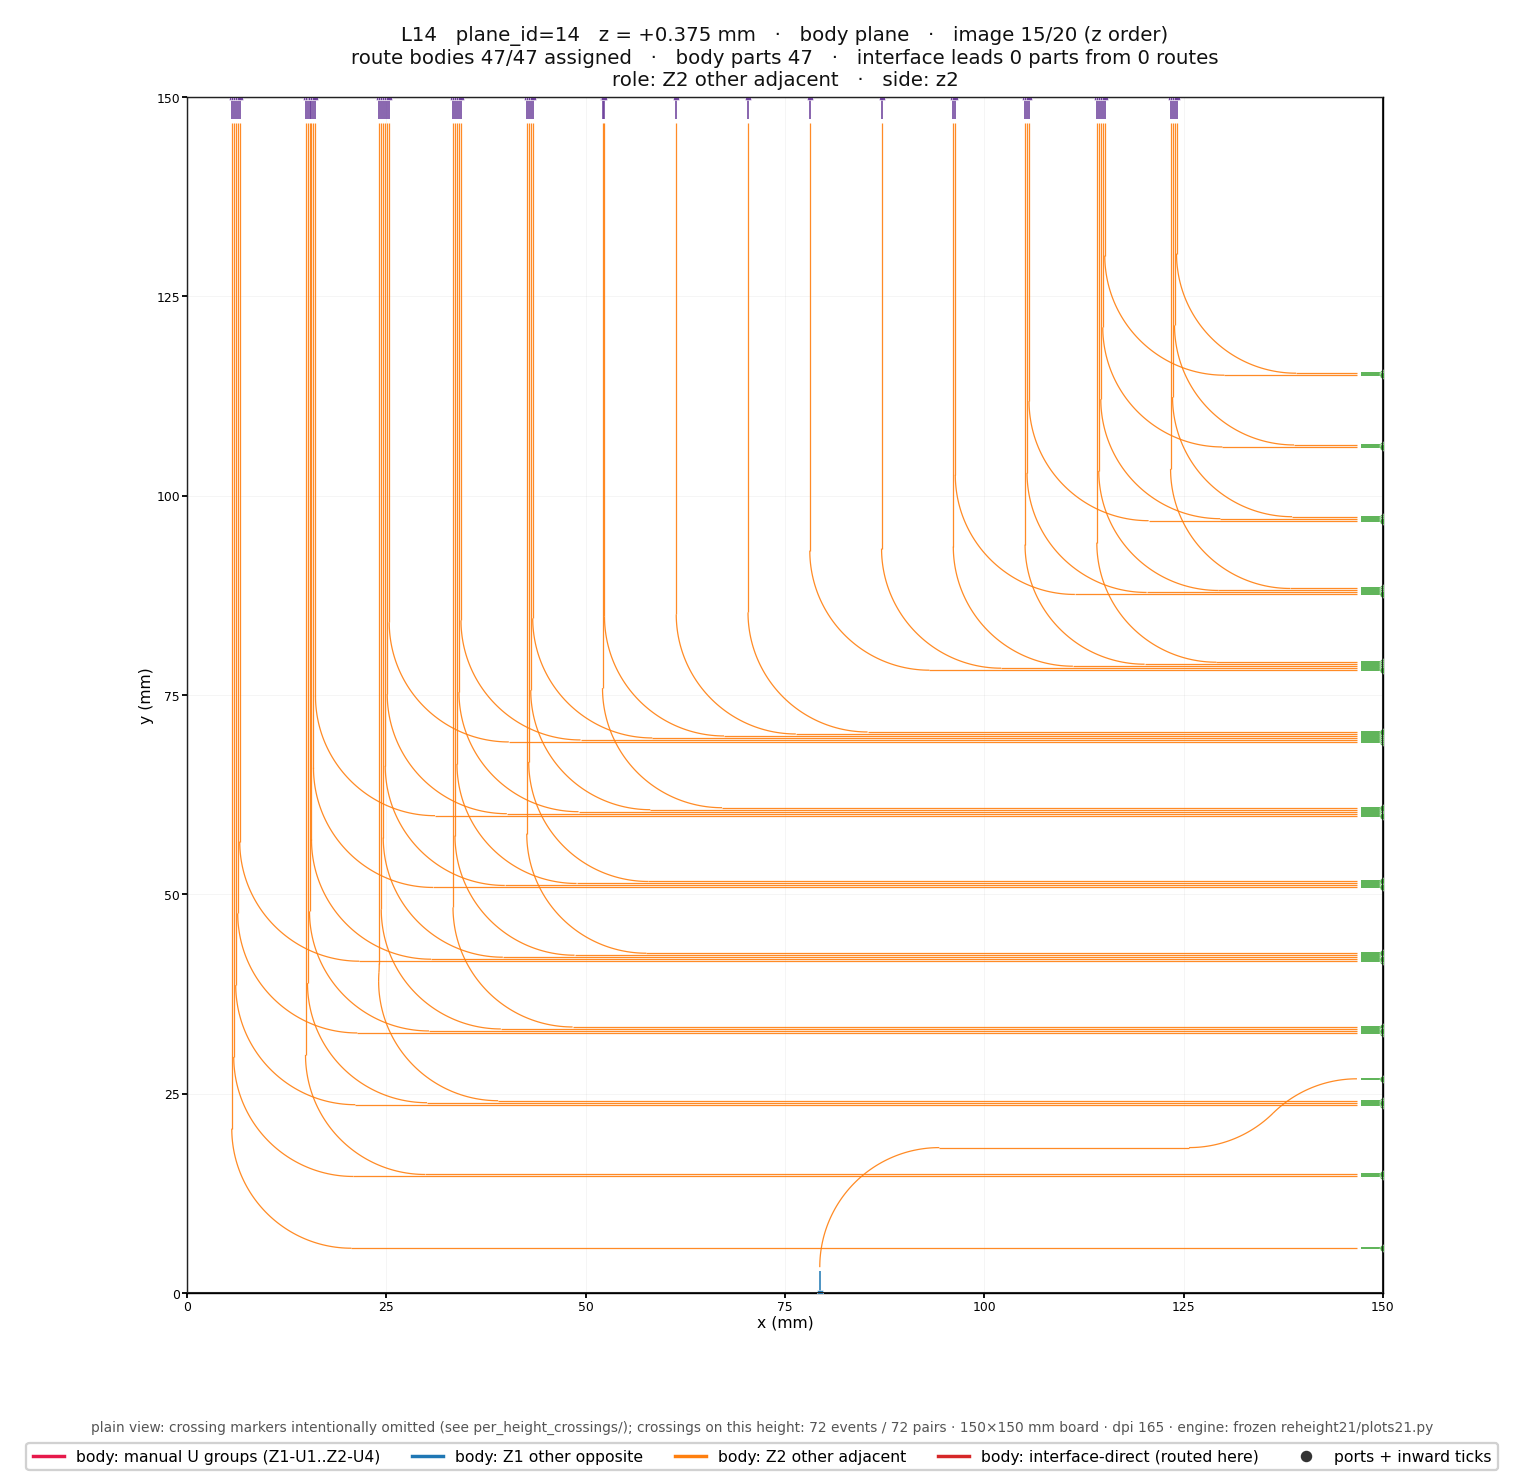 L14   plane_id=14   z = +0.375 mm   ·   body plane   ·   image 15/20 (z order)
route bodies 47/47 assigned   ·   body parts 47   ·   interface leads 0 parts from 0 routes
role: Z2 other adjacent   ·   side: z2
150
125
100
75
50
25
0
y (mm)
0 25 50 75 100 125 150
x (mm)
plain view: crossing markers intentionally omitted (see per_height_crossings/); crossings on this height: 72 events / 72 pairs · 150×150 mm board · dpi 165 · engine: frozen reheight21/plots21.py
body: manual U groups (Z1-U1..Z2-U4)   body: Z1 other opposite   body: Z2 other adjacent   body: interface-direct (routed here)   ports + inward ticks